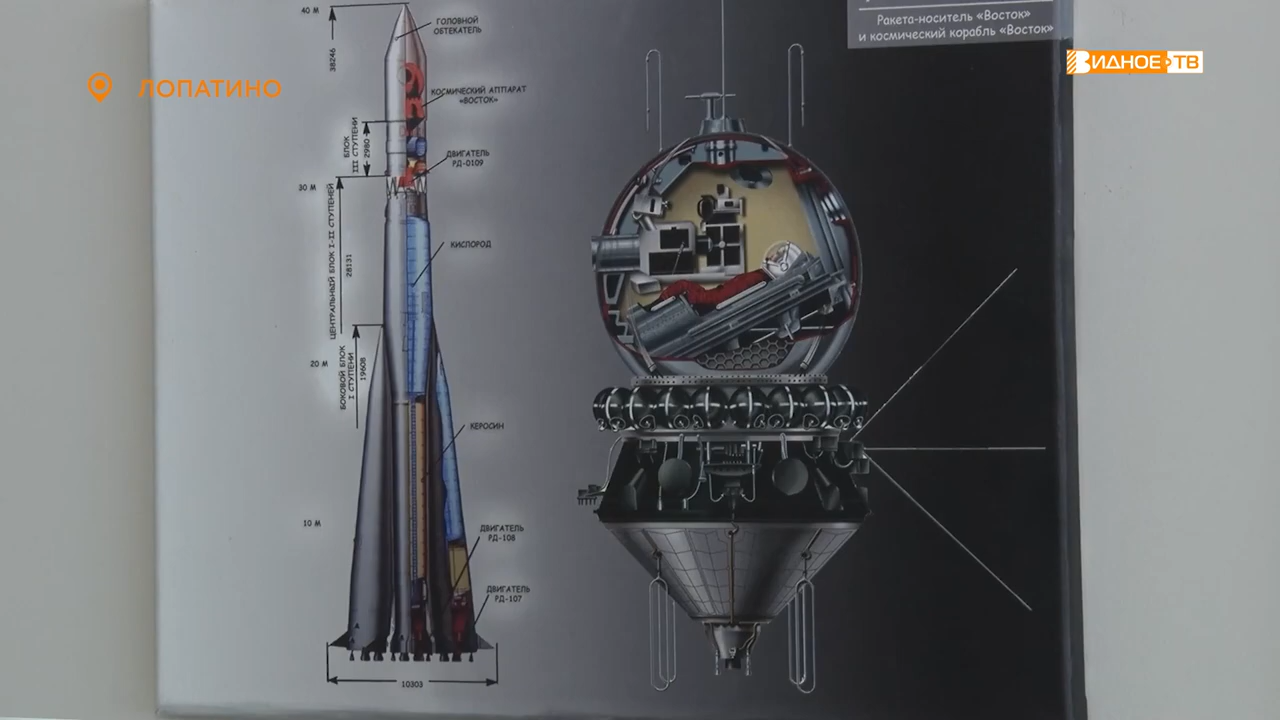 Ракета-носитель «Восток»
и космический корабль «Восток»
ВИДНОЕ ТВ
ЛОПАТИНО
40 М
38246
ГОЛОВНОЙ
ОБТЕКАТЕЛЬ
КОСМИЧЕСКИЙ АППАРАТ
«ВОСТОК»
БЛОК
III СТУПЕНИ
2980
ДВИГАТЕЛЬ
РД-0109
30 М
ЦЕНТРАЛЬНЫЙ БЛОК I-II СТУПЕНЕЙ
28131
КИСЛОРОД
20 М
БОКОВОЙ БЛОК
I СТУПЕНИ
19608
КЕРОСИН
10 М
ДВИГАТЕЛЬ
РД-108
ДВИГАТЕЛЬ
РД-107
10303